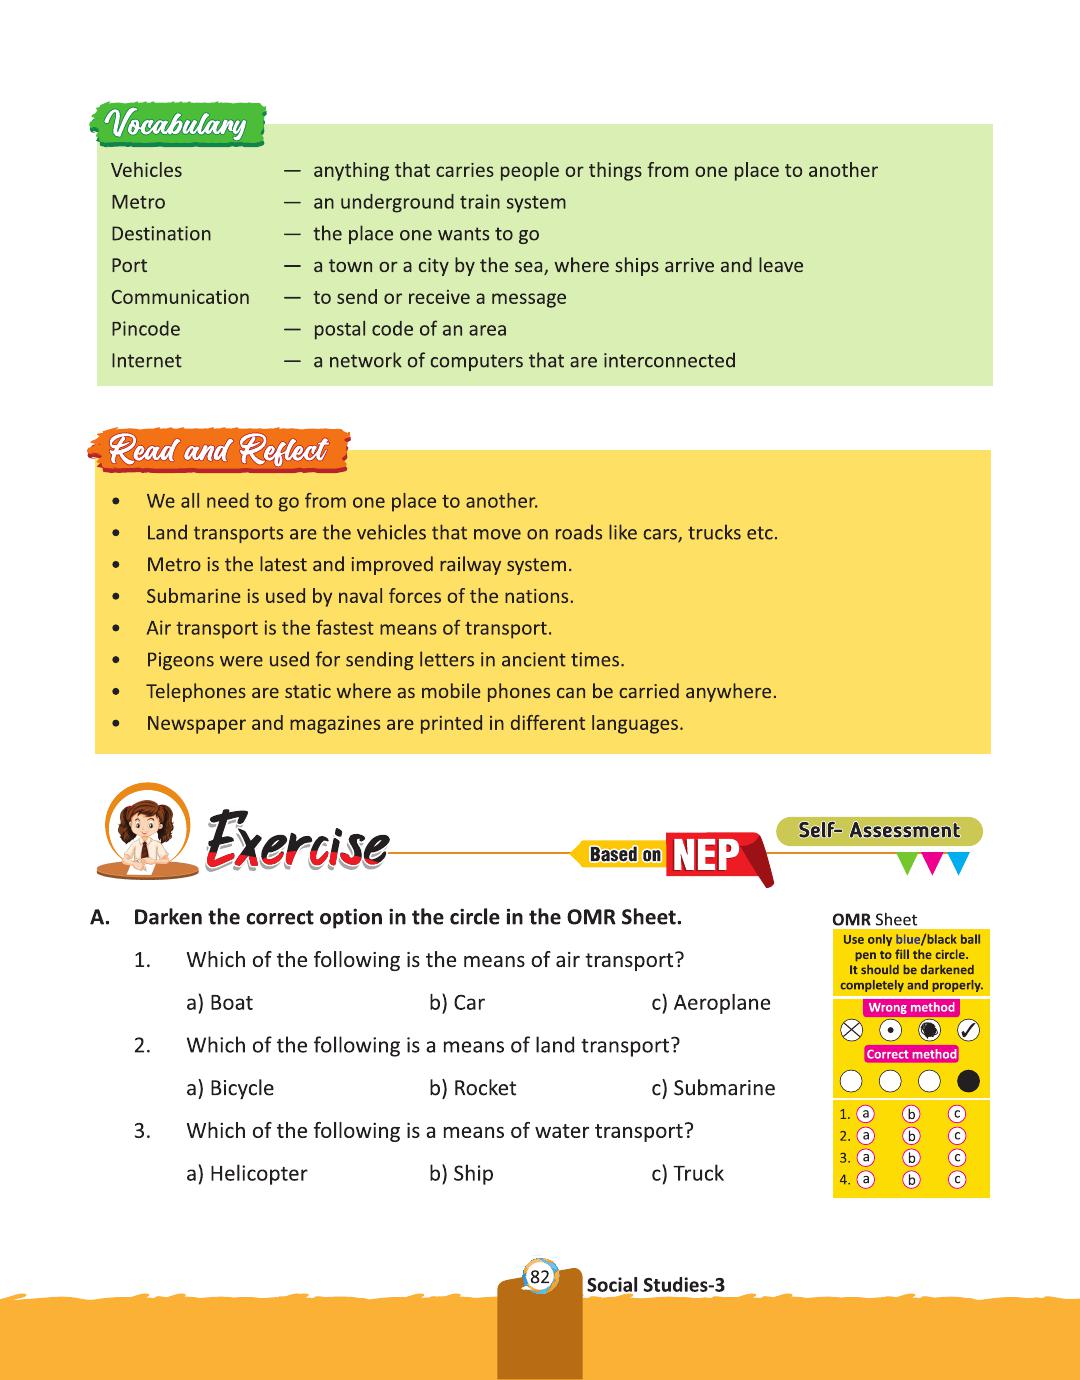 Vocabulary
Vehicles — anything that carries people or things from one place to another
Metro — an underground train system
Destination — the place one wants to go
Port — a town or a city by the sea, where ships arrive and leave
Communication — to send or receive a message
Pincode — postal code of an area
Internet — a network of computers that are interconnected
Read and Reflect
• We all need to go from one place to another.
• Land transports are the vehicles that move on roads like cars, trucks etc.
• Metro is the latest and improved railway system.
• Submarine is used by naval forces of the nations.
• Air transport is the fastest means of transport.
• Pigeons were used for sending letters in ancient times.
• Telephones are static where as mobile phones can be carried anywhere.
• Newspaper and magazines are printed in different languages.
Exercise
Based on NEP
Self- Assessment
A. Darken the correct option in the circle in the OMR Sheet.
1. Which of the following is the means of air transport?
a) Boat b) Car c) Aeroplane
2. Which of the following is a means of land transport?
a) Bicycle b) Rocket c) Submarine
3. Which of the following is a means of water transport?
a) Helicopter b) Ship c) Truck
OMR Sheet
Use only blue/black ball
pen to fill the circle.
It should be darkened
completely and properly.
Wrong method
Correct method
1. a b c
2. a b c
3. a b c
4. a b c
82
Social Studies-3